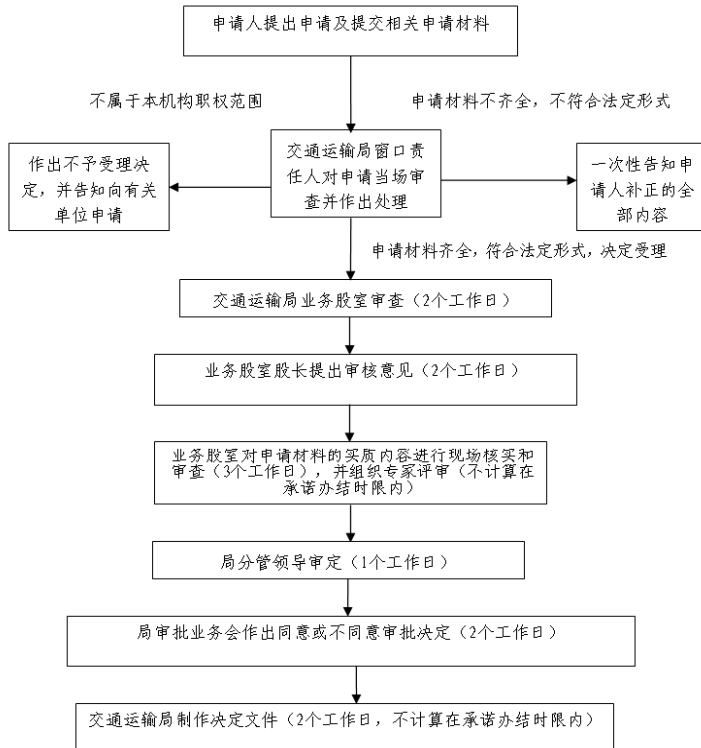 申请人提出申请及提交相关申请材料
不属于本机构职权范围
申请材料不齐全，不符合法定形式
作出不予受理决
定，并告知向有关
单位申请
交通运输局窗口责
任人对申请当场审
查并作出处理
一次性告知申
请人补正的全
部内容
申请材料齐全，符合法定形式，决定受理
交通运输局业务股室审查（2个工作日）
业务股室股长提出审核意见（2个工作日）
业务股室对申请材料的实质内容进行现场核实和
审查（3个工作日），并组织专家评审（不计算在
承诺办结时限内）
局分管领导审定（1个工作日）
局审批业务会作出同意或不同意审批决定（2个工作日）
交通运输局制作决定文件（2个工作日，不计算在承诺办结时限内）